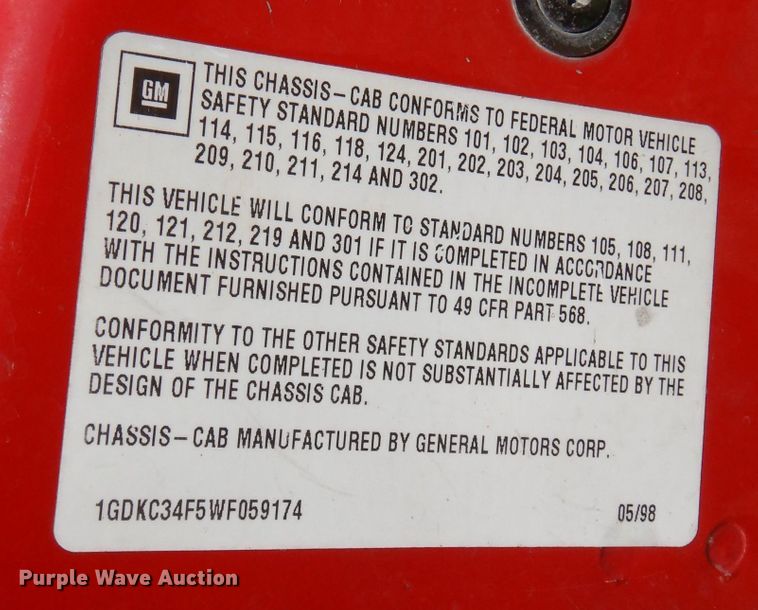 GM
THIS CHASSIS-CAB CONFORMS TO FEDERAL MOTOR VEHICLE
SAFETY STANDARD NUMBERS 101, 102, 103, 104, 106, 107, 113,
114, 115, 116, 118, 124, 201, 202, 203, 204, 205, 206, 207, 208,
209, 210, 211, 214 AND 302.
THIS VEHICLE WILL CONFORM TO STANDARD NUMBERS 105, 108, 111,
120, 121, 212, 219 AND 301 IF IT IS COMPLETED IN ACCORDANCE
WITH THE INSTRUCTIONS CONTAINED IN THE INCOMPLETE VEHICLE
DOCUMENT FURNISHED PURSUANT TO 49 CFR PART 568.
CONFORMITY TO THE OTHER SAFETY STANDARDS APPLICABLE TO THIS
VEHICLE WHEN COMPLETED IS NOT SUBSTANTIALLY AFFECTED BY THE
DESIGN OF THE CHASSIS CAB.
CHASSIS-CAB MANUFACTURED BY GENERAL MOTORS CORP.
1GDKC34F5WF059174 05/98
Purple Wave Auction